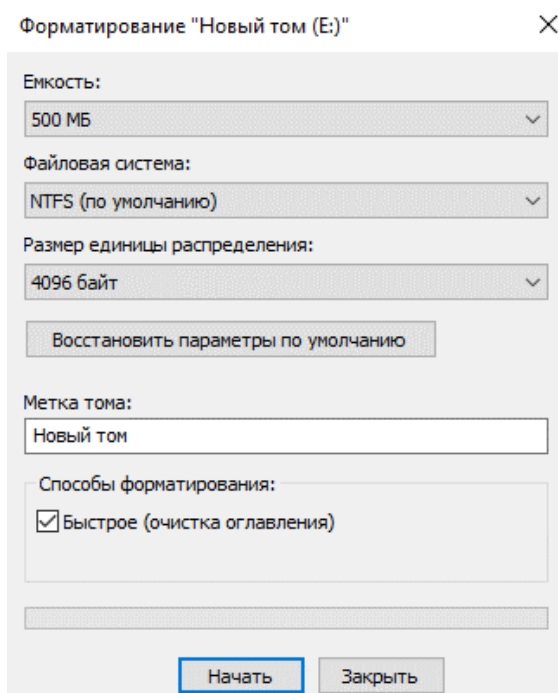 Форматирование "Новый том (E:)"
Емкость:
500 МБ
Файловая система:
NTFS (по умолчанию)
Размер единицы распределения:
4096 байт
Восстановить параметры по умолчанию
Метка тома:
Новый том
Способы форматирования:
Быстрое (очистка оглавления)
Начать Закрыть